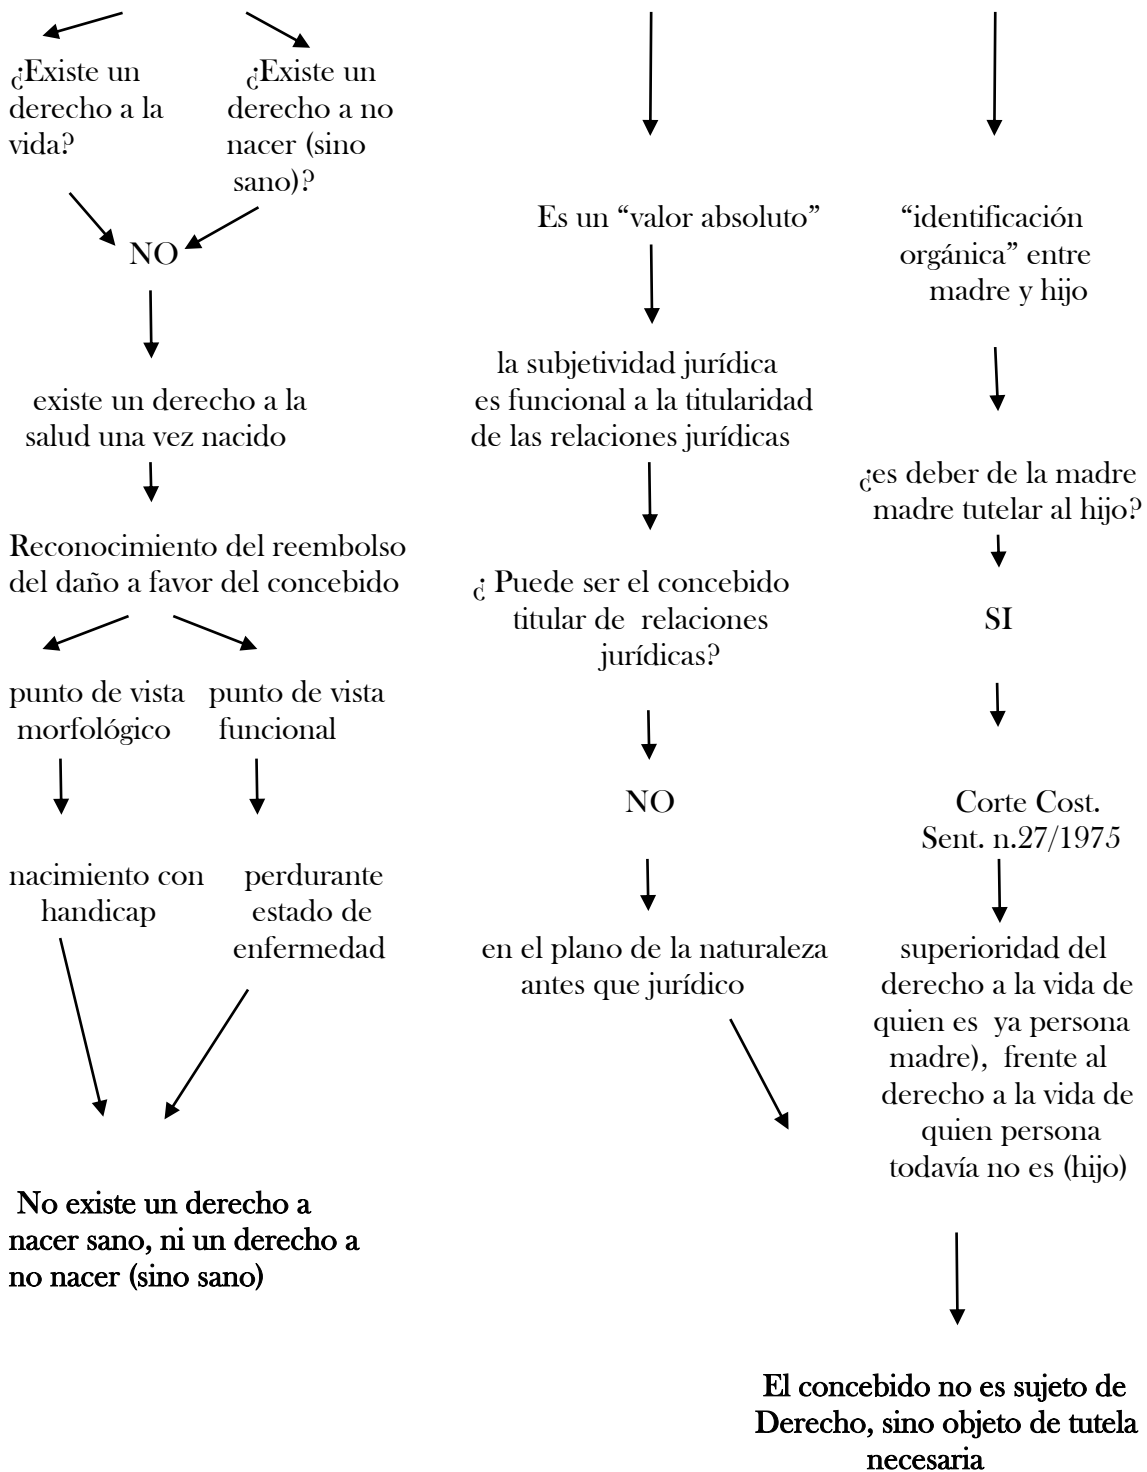 ¿Existe un
derecho a la
vida?
¿Existe un
derecho a no
nacer (sino
sano)?
NO
existe un derecho a la
salud una vez nacido
Reconocimiento del reembolso
del daño a favor del concebido
punto de vista
morfológico
punto de vista
funcional
nacimiento con
handicap
perdurante
estado de
enfermedad
No existe un derecho a
nacer sano, ni un derecho a
no nacer (sino sano)
Es un “valor absoluto”
la subjetividad jurídica
es funcional a la titularidad
de las relaciones jurídicas
¿ Puede ser el concebido
titular de relaciones
jurídicas?
NO
en el plano de la naturaleza
antes que jurídico
“identificación
orgánica” entre
madre y hijo
¿es deber de la madre
madre tutelar al hijo?
SI
Corte Cost.
Sent. n.27/1975
superioridad del
derecho a la vida de
quien es ya persona
madre), frente al
derecho a la vida de
quien persona
todavía no es (hijo)
El concebido no es sujeto de
Derecho, sino objeto de tutela
necesaria